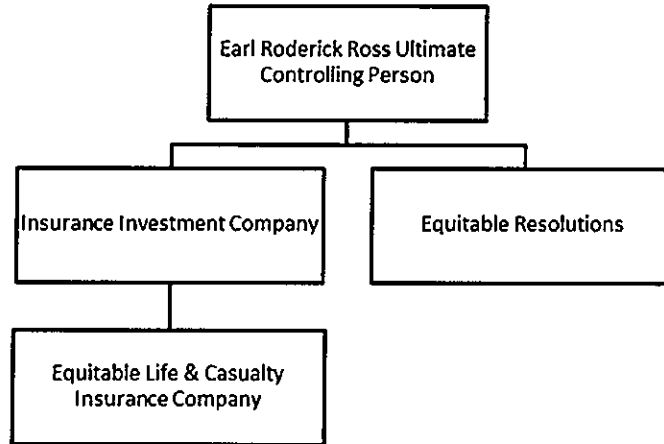 Earl Roderick Ross Ultimate
Controlling Person
Insurance Investment Company
Equitable Resolutions
Equitable Life & Casualty
Insurance Company